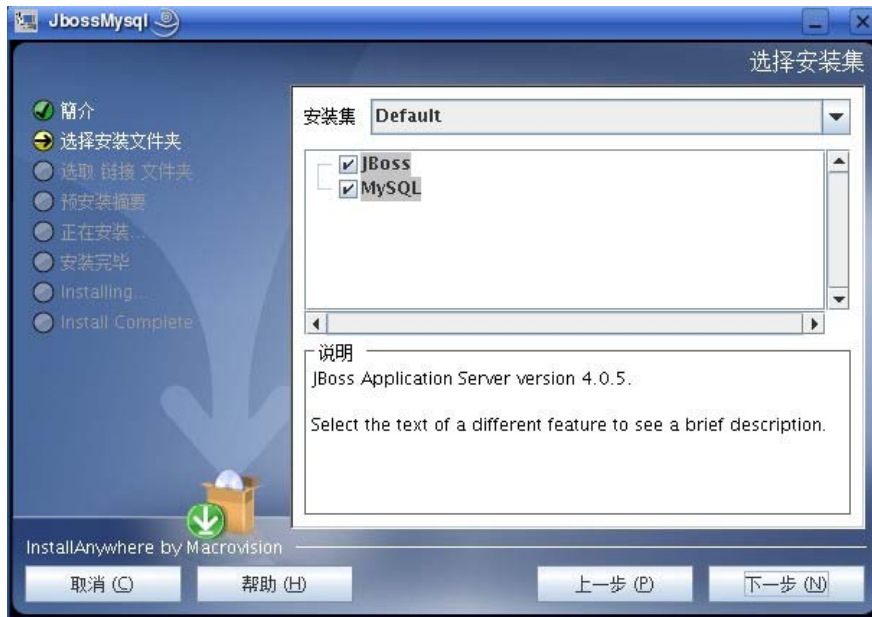 JbossMysql
选择安装集
簡介
选择安装文件夹
选取 链接 文件夹
预安装摘要
正在安装...
安装完毕
Installing...
Install Complete
安装集 Default
JBoss
MySQL
说明
JBoss Application Server version 4.0.5.
Select the text of a different feature to see a brief description.
InstallAnywhere by Macrovision
取消 (C) 帮助 (H) 上一步 (P) 下一步 (N)